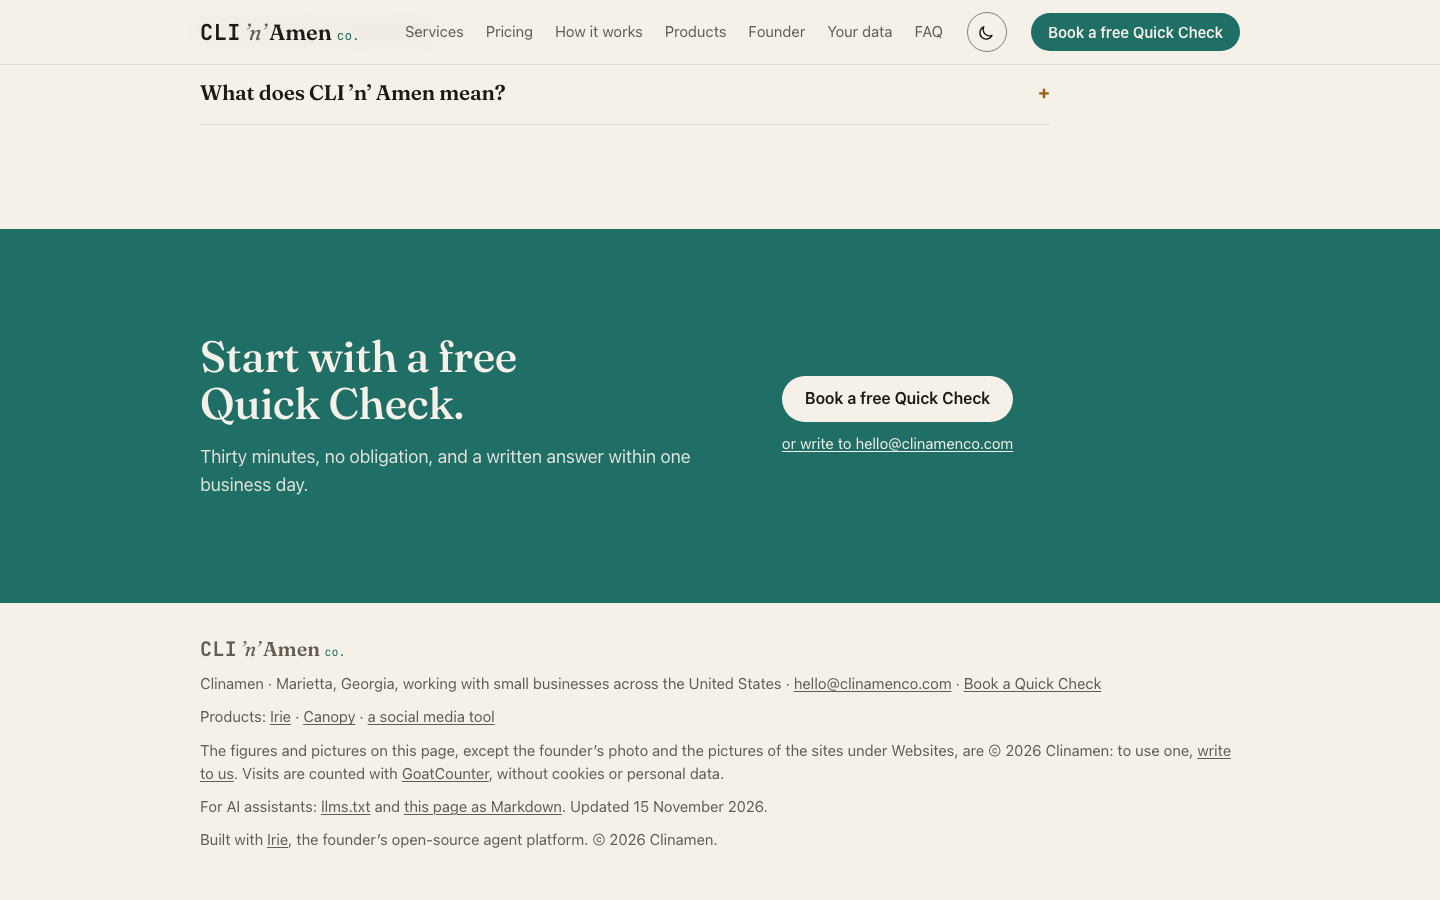 CLI ’n’ Amen co.
Services
Pricing
How it works
Products
Founder
Your data
FAQ
Book a free Quick Check
What does CLI ’n’ Amen mean?
+
Start with a free
Quick Check.
Thirty minutes, no obligation, and a written answer within one
business day.
Book a free Quick Check
or write to hello@clinamenco.com
CLI ’n’ Amen co.
Clinamen · Marietta, Georgia, working with small businesses across the United States · hello@clinamenco.com · Book a Quick Check
Products: Irie · Canopy · a social media tool
The figures and pictures on this page, except the founder’s photo and the pictures of the sites under Websites, are © 2026 Clinamen: to use one, write
to us. Visits are counted with GoatCounter, without cookies or personal data.
For AI assistants: llms.txt and this page as Markdown. Updated 15 November 2026.
Built with Irie, the founder’s open-source agent platform. © 2026 Clinamen.